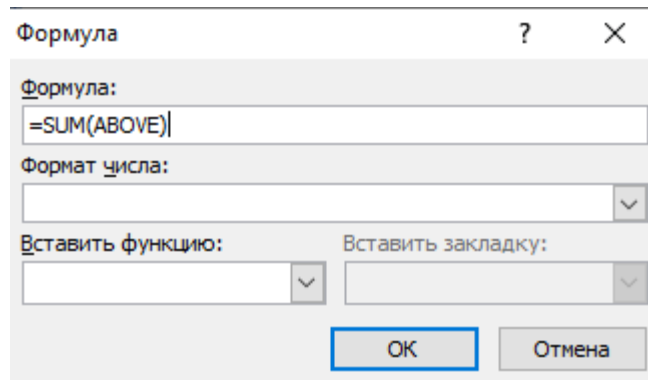 Формула ?
Формула:
=SUM(ABOVE)
Формат числа:
Вставить функцию: Вставить закладку:
ОК Отмена